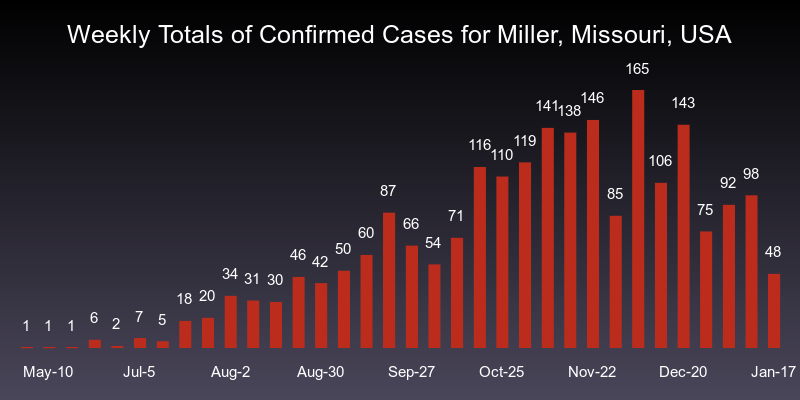 Weekly Totals of Confirmed Cases for Miller, Missouri, USA
1 1 1 6 2 7 5 18 20 34 31 30 46 42 50 60 87 66 54 71 116 110 119 141 138 146 85 165 106 143 75 92 98 48
May-10 Jul-5 Aug-2 Aug-30 Sep-27 Oct-25 Nov-22 Dec-20 Jan-17